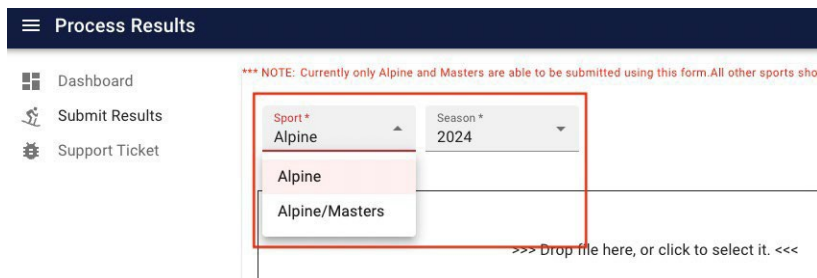 Process Results
Dashboard
Submit Results
Support Ticket
*** NOTE: Currently only Alpine and Masters are able to be submitted using this form.All other sports sho
Sport *
Alpine
Season *
2024
Alpine
Alpine/Masters
>>> Drop file here, or click to select it. <<<